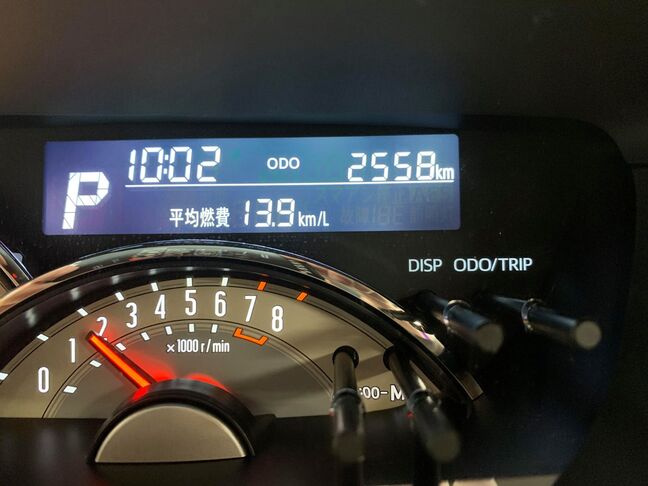 10:02 ODO 2558km
P
平均燃費 13.9km/L
DISP ODO/TRIP
0 1 2 3 4 5 6 7 8
×1000 r/min